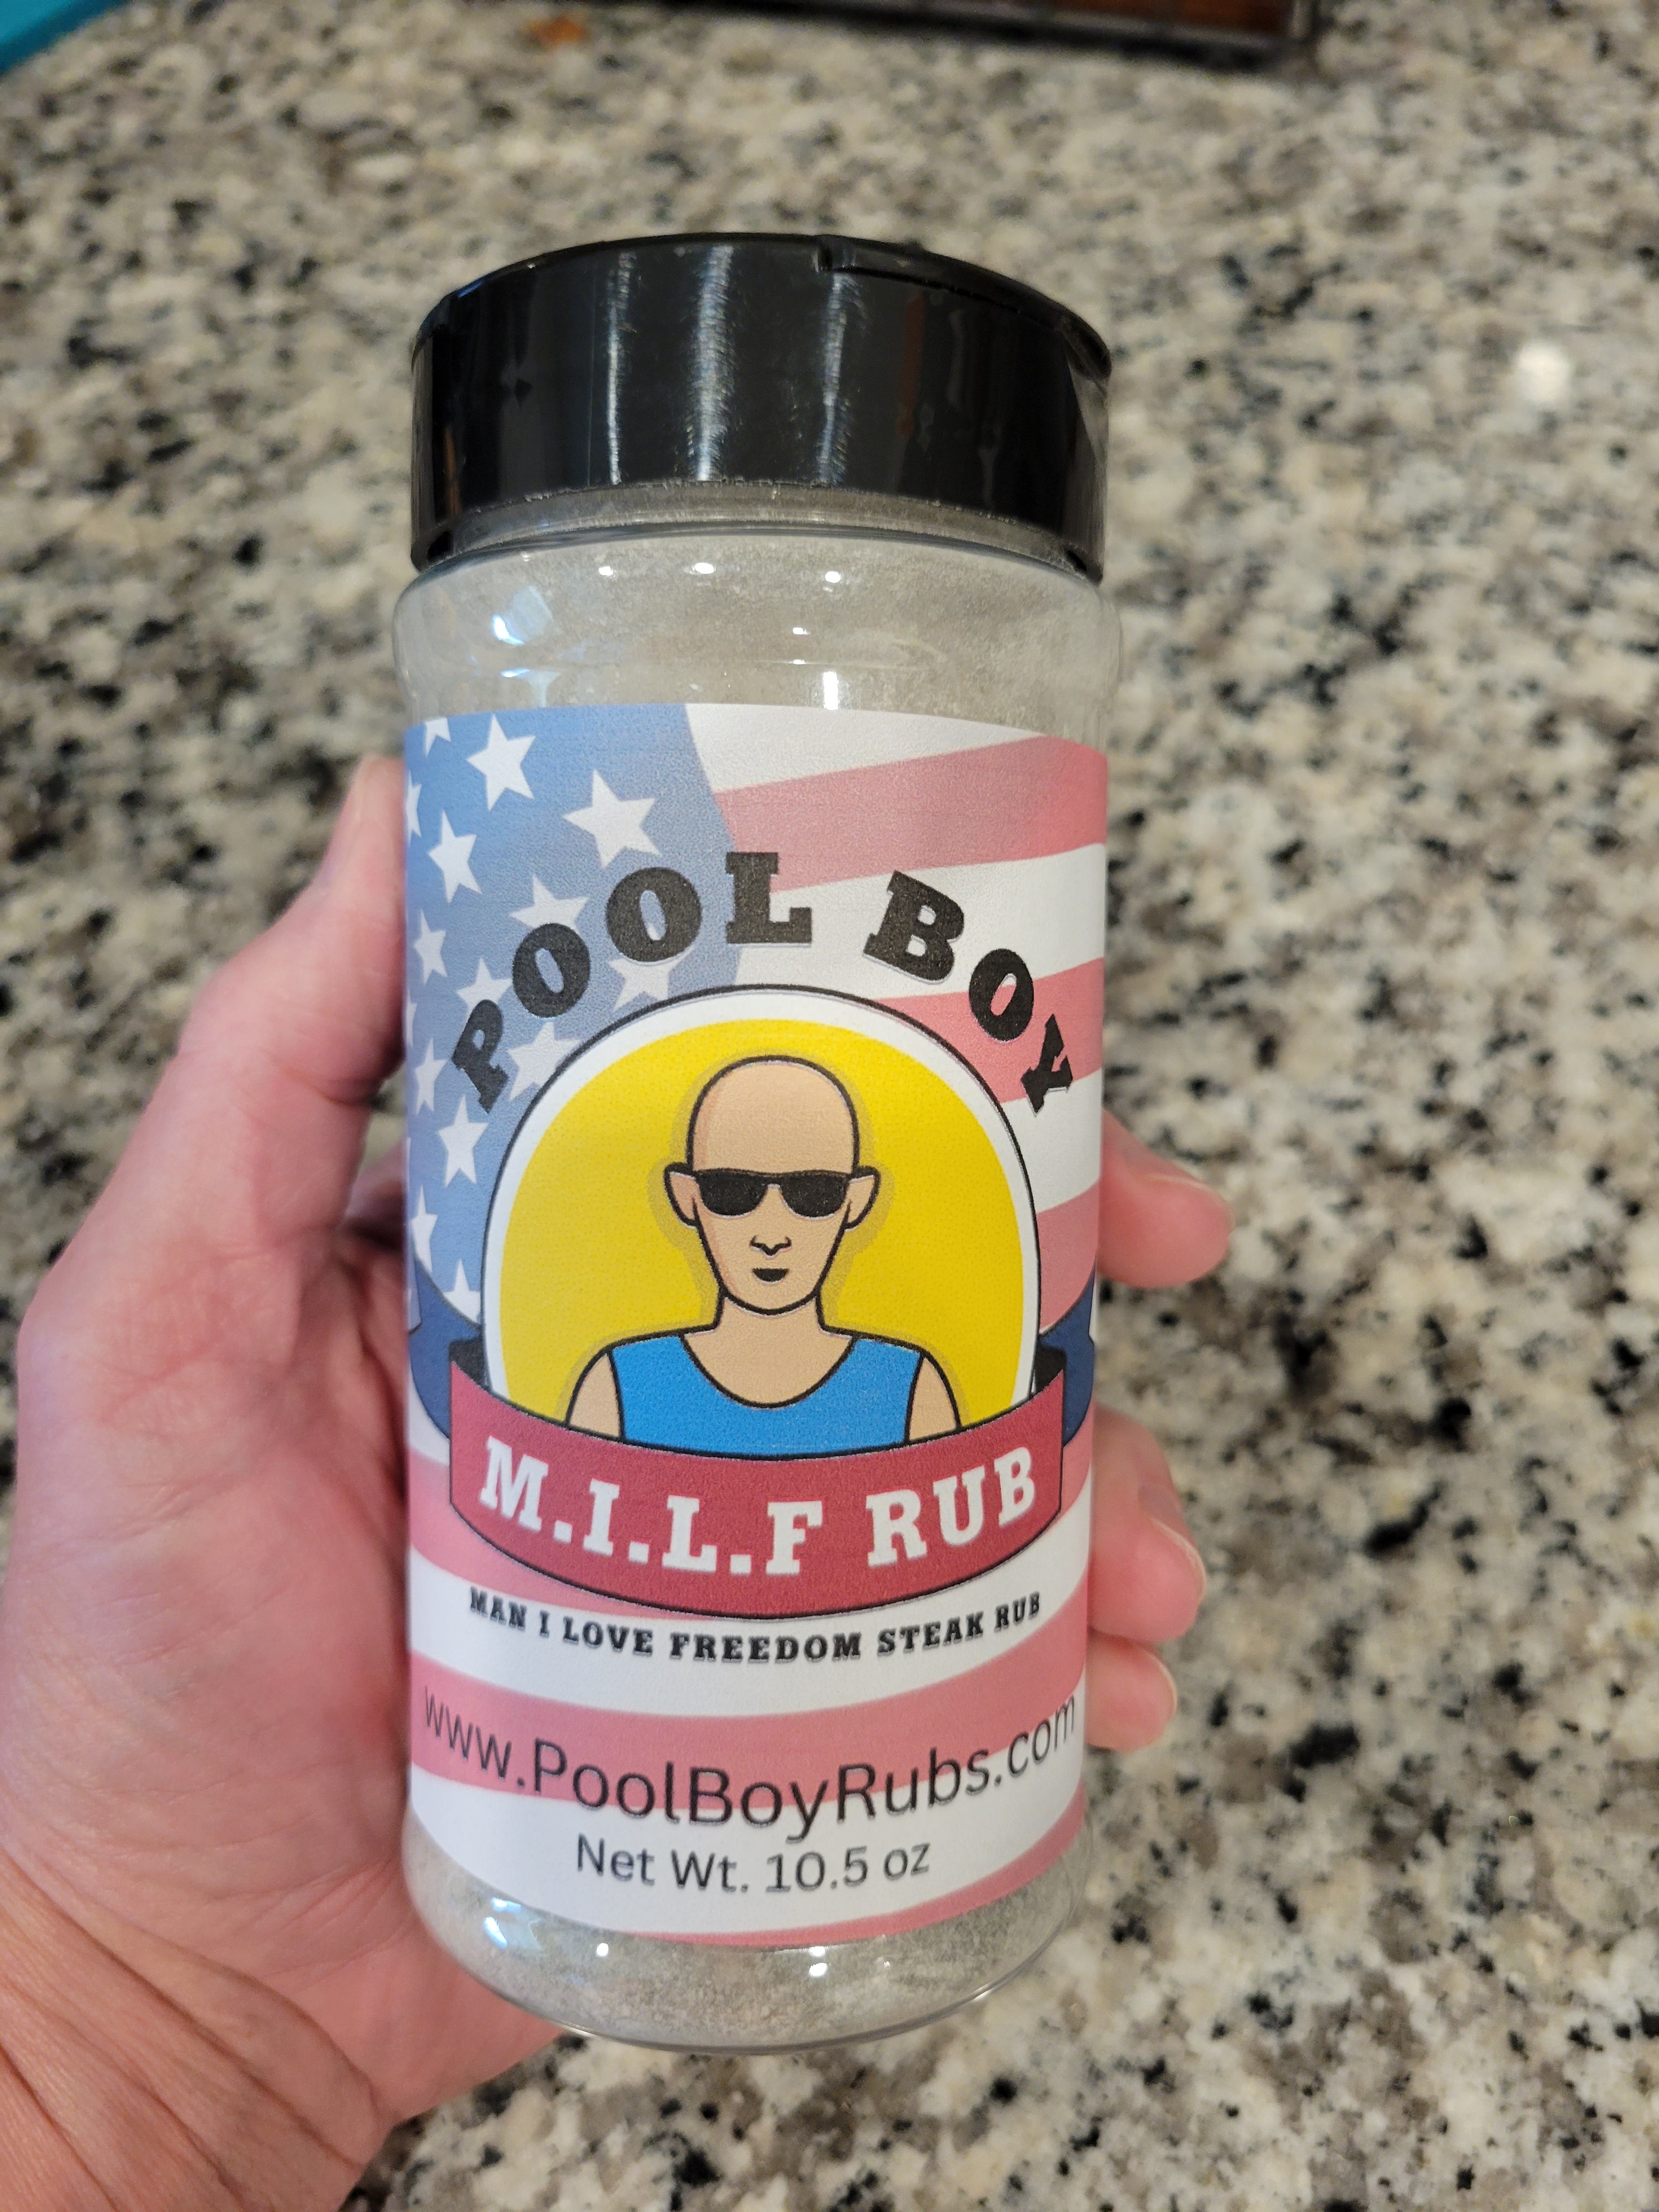 POOL BOY
M.I.L.F RUB
MAN I LOVE FREEDOM STEAK RUB
www.PoolBoyRubs.com
Net Wt. 10.5 oz